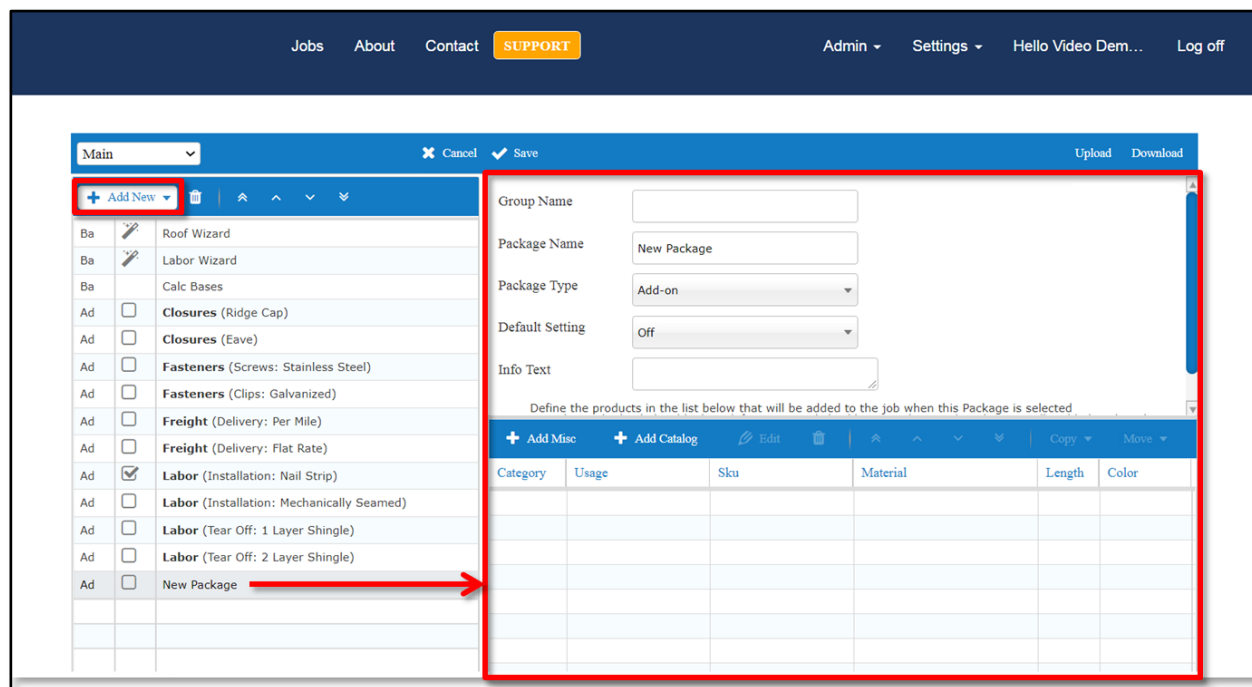 Jobs About Contact SUPPORT Admin Settings Hello Video Dem... Log off
Main Cancel Save Upload Download
Add New
Ba Roof Wizard
Ba Labor Wizard
Ba Calc Bases
Ad Closures (Ridge Cap)
Ad Closures (Eave)
Ad Fasteners (Screws: Stainless Steel)
Ad Fasteners (Clips: Galvanized)
Ad Freight (Delivery: Per Mile)
Ad Freight (Delivery: Flat Rate)
Ad Labor (Installation: Nail Strip)
Ad Labor (Installation: Mechanically Seamed)
Ad Labor (Tear Off: 1 Layer Shingle)
Ad Labor (Tear Off: 2 Layer Shingle)
Ad New Package
Group Name
Package Name New Package
Package Type Add-on
Default Setting Off
Info Text
Define the products in the list below that will be added to the job when this Package is selected
Add Misc Add Catalog Edit Copy Move
Category Usage Sku Material Length Color